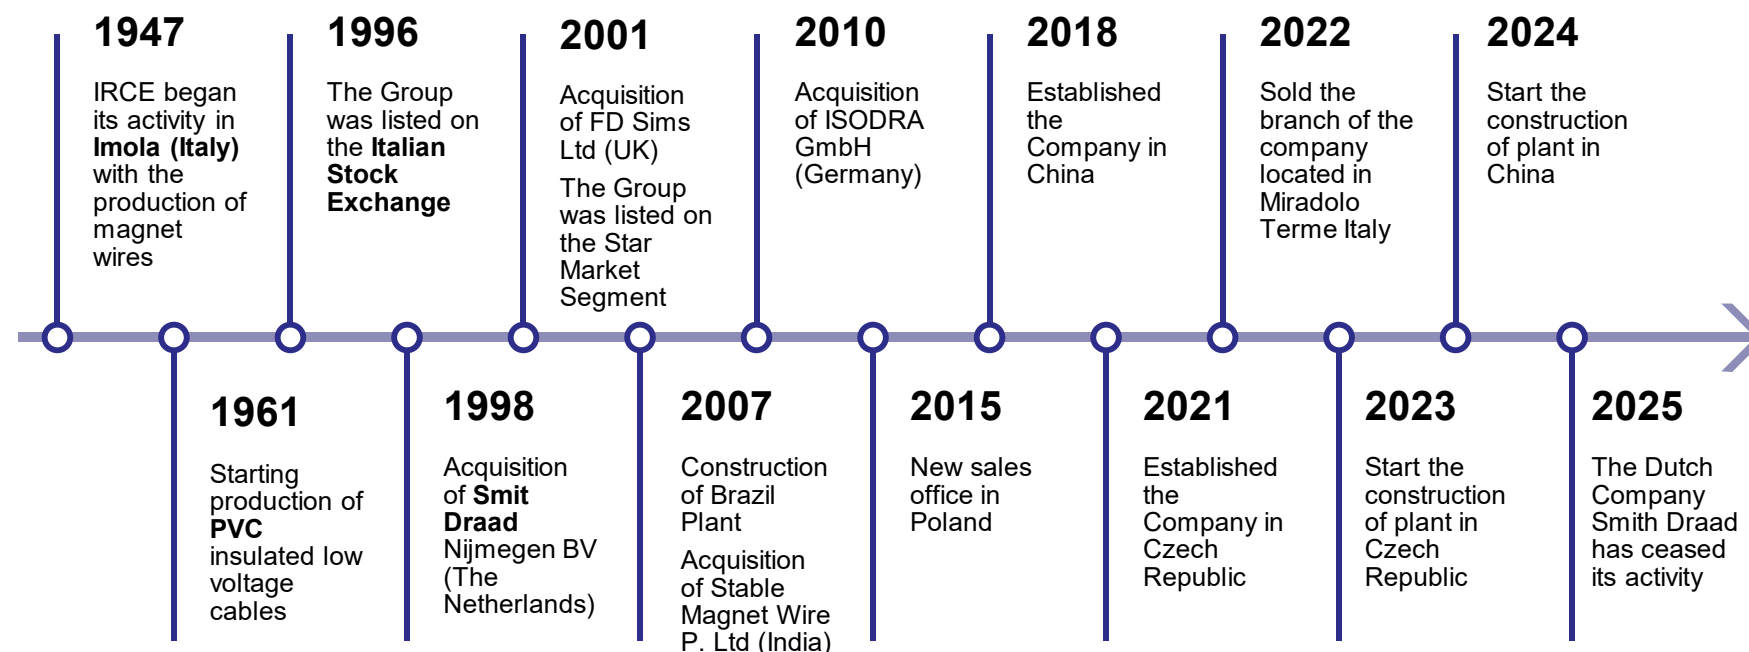 1947
IRCE began
its activity in
Imola (Italy)
with the
production of
magnet
wires
1961
Starting
production of
PVC
insulated low
voltage
cables
1996
The Group
was listed on
the Italian
Stock
Exchange
1998
Acquisition
of Smit
Draad
Nijmegen BV
(The
Netherlands)
2001
Acquisition
of FD Sims
Ltd (UK)
The Group
was listed on
the Star
Market
Segment
2007
Construction
of Brazil
Plant
Acquisition
of Stable
Magnet Wire
P. Ltd (India)
2010
Acquisition
of ISODRA
GmbH
(Germany)
2015
New sales
office in
Poland
2018
Established
the
Company in
China
2021
Established
the
Company in
Czech
Republic
2022
Sold the
branch of the
company
located in
Miradolo
Terme Italy
2023
Start the
construction
of plant in
Czech
Republic
2024
Start the
construction
of plant in
China
2025
The Dutch
Company
Smith Draad
has ceased
its activity